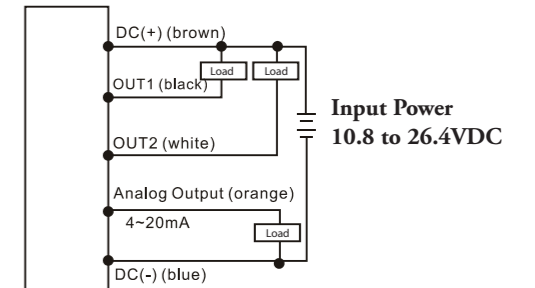 DC(+) (brown)
Load
Load
OUT1 (black)
Input Power
10.8 to 26.4VDC
OUT2 (white)
Analog Output (orange)
4~20mA
Load
DC(-) (blue)